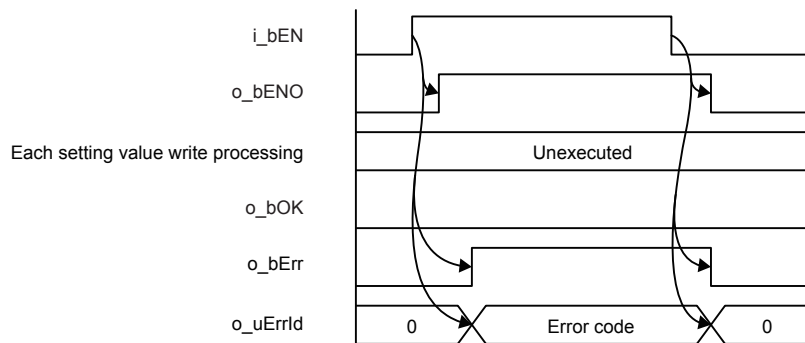 i_bEN
o_bENO
Each setting value write processing
Unexecuted
o_bOK
o_bErr
o_uErrId
0
Error code
0